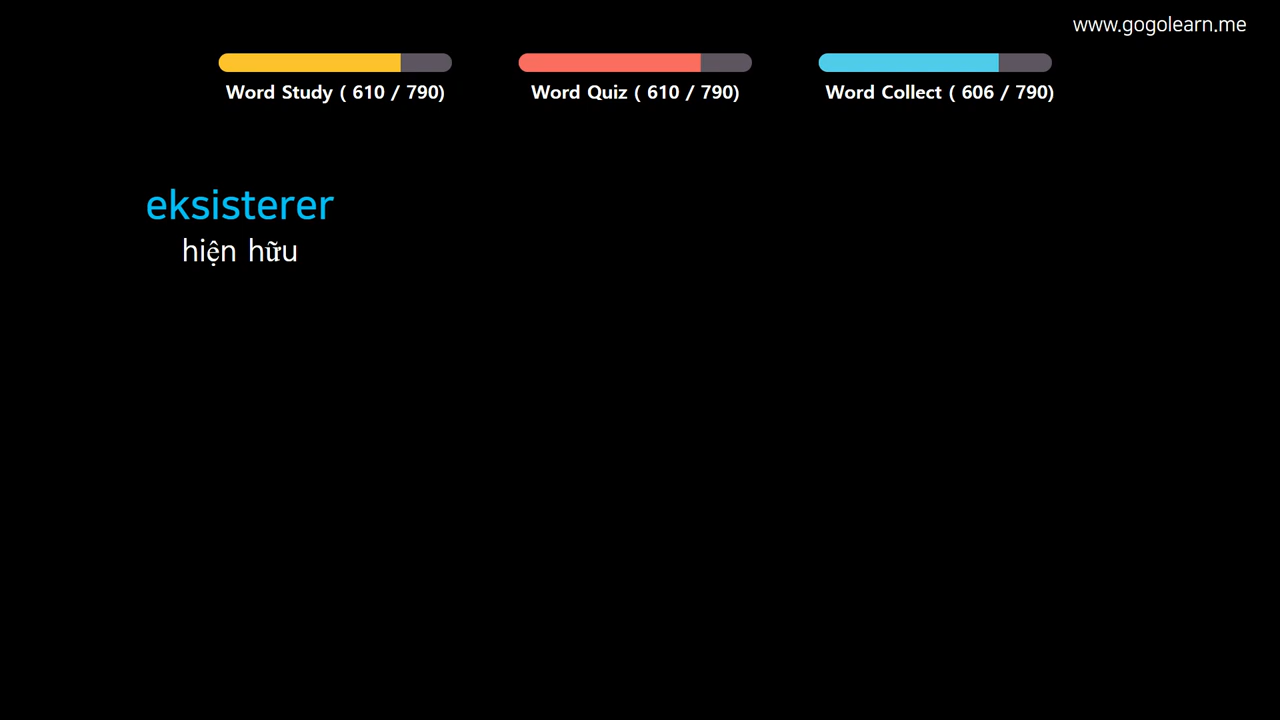 www.gogolearn.me
Word Study ( 610 / 790)
Word Quiz ( 610 / 790)
Word Collect ( 606 / 790)
eksisterer
hiện hữu